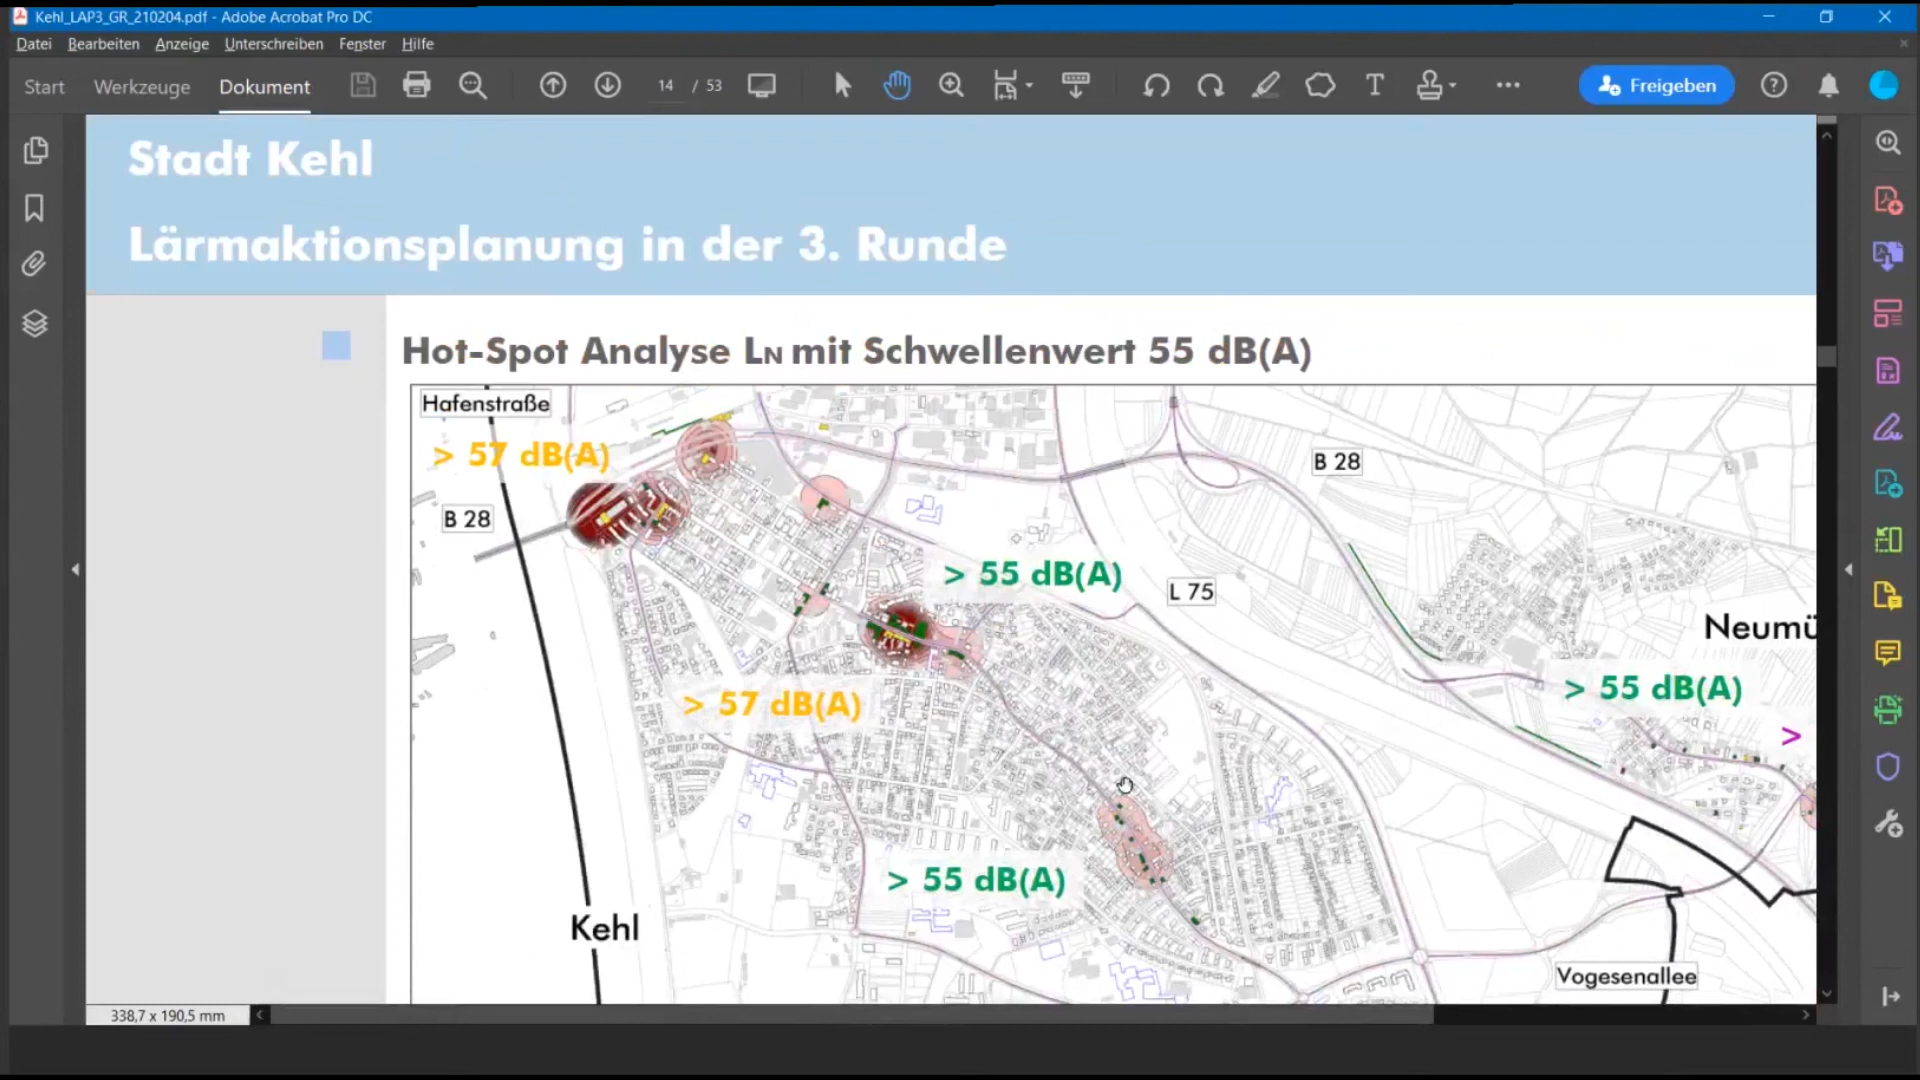 Kehl_LAP3_GR_210204.pdf - Adobe Acrobat Pro DC
Datei Bearbeiten Anzeige Unterschreiben Fenster Hilfe
Start Werkzeuge Dokument 14 / 53 Freigeben
Stadt Kehl
Lärmaktionsplanung in der 3. Runde
Hot-Spot Analyse LN mit Schwellenwert 55 dB(A)
Hafenstraße
> 57 dB(A)
B 28
B 28
> 55 dB(A)
L 75
Neumü
> 55 dB(A)
> 57 dB(A)
>
> 55 dB(A)
Kehl
Vogesenallee
338,7 x 190,5 mm